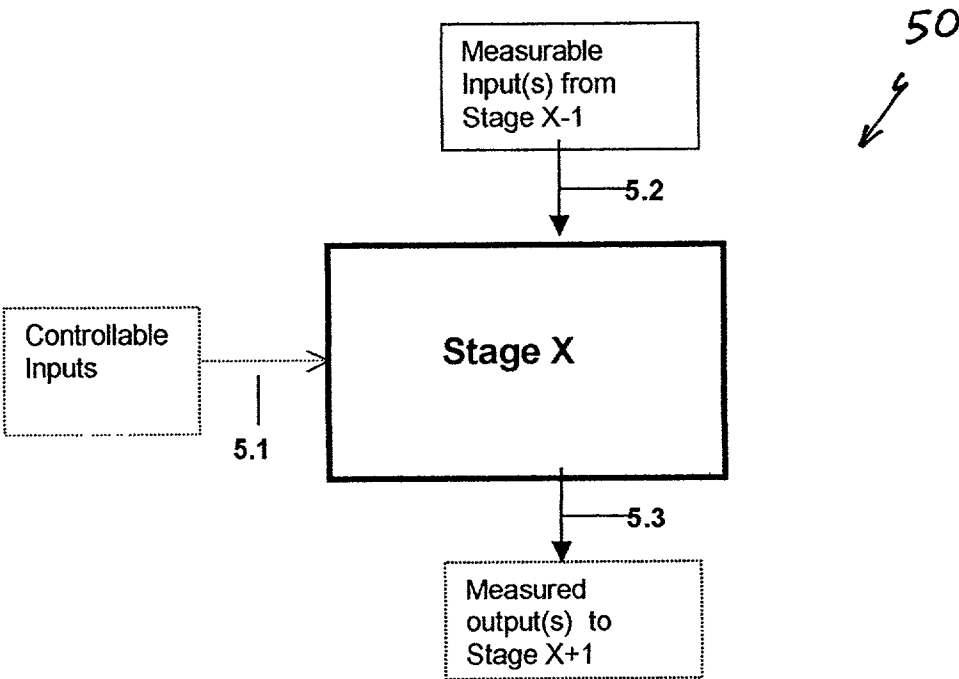 50
Measurable
Input(s) from
Stage X-1
5.2
Controllable
Inputs
Stage X
5.1
5.3
Measured
output(s) to
Stage X+1